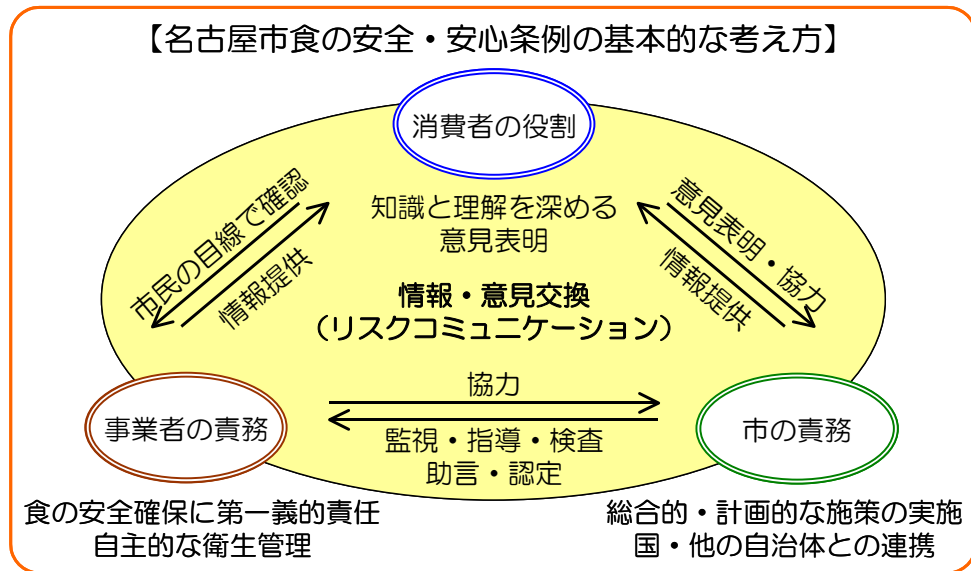 【名古屋市食の安全・安心条例の基本的な考え方】
消費者の役割
知識と理解を深める
意見表明
市民の目線で確認
情報提供
意見表明・協力
情報提供
情報・意見交換
（リスクコミュニケーション）
協力
監視・指導・検査
助言・認定
事業者の責務
市の責務
食の安全確保に第一義的責任
自主的な衛生管理
総合的・計画的な施策の実施
国・他の自治体との連携